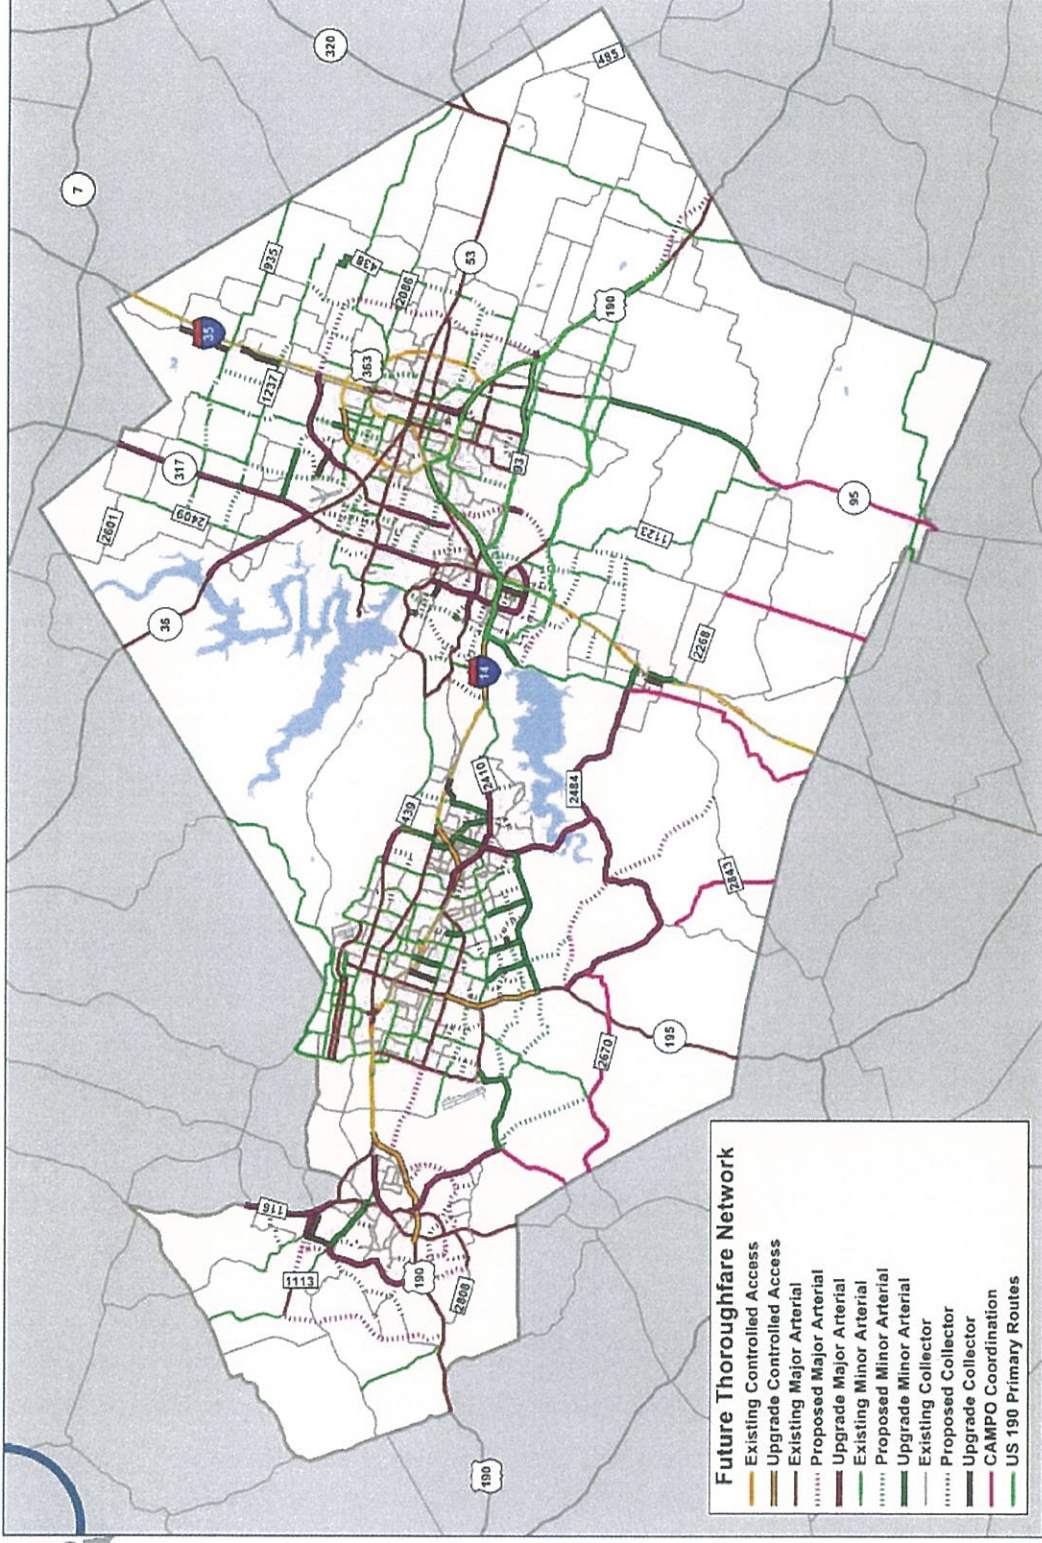 320
7
485
935
438
2086
53
35
363
1237
190
317
93
2409
2601
95
1123
36
2268
14
2410
2484
439
2843
195
2670
116
1113
190
2808
190
Future Thoroughfare Network
Existing Controlled Access
Upgrade Controlled Access
Existing Major Arterial
Proposed Major Arterial
Upgrade Major Arterial
Existing Minor Arterial
Proposed Minor Arterial
Upgrade Minor Arterial
Existing Collector
Proposed Collector
Upgrade Collector
CAMPO Coordination
US 190 Primary Routes